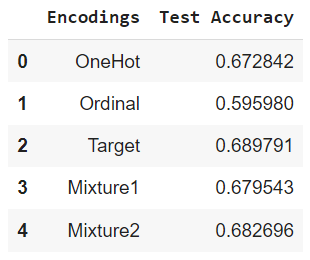 Encodings Test Accuracy
0 OneHot 0.672842
1 Ordinal 0.595980
2 Target 0.689791
3 Mixture1 0.679543
4 Mixture2 0.682696